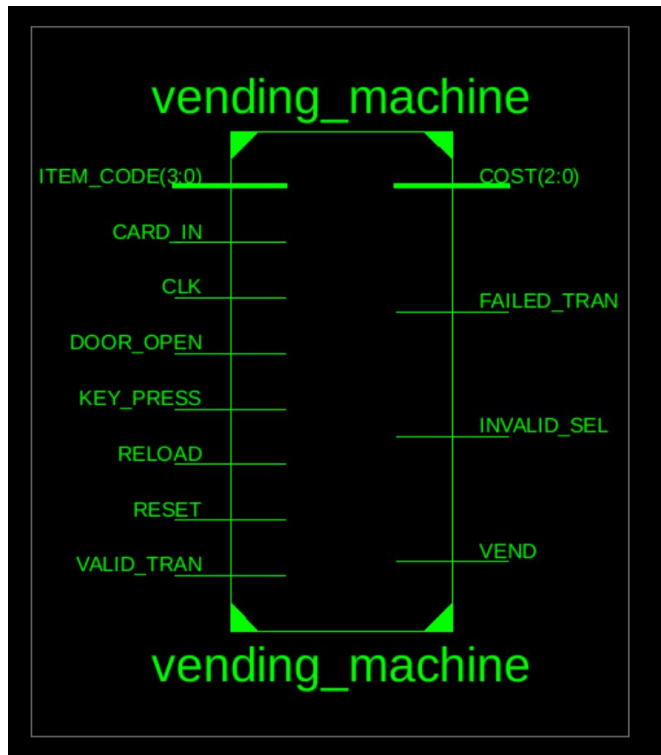 vending_machine
ITEM_CODE(3:0)
COST(2:0)
CARD_IN
CLK
FAILED_TRAN
DOOR_OPEN
KEY_PRESS
INVALID_SEL
RELOAD
RESET
VEND
VALID_TRAN
vending_machine